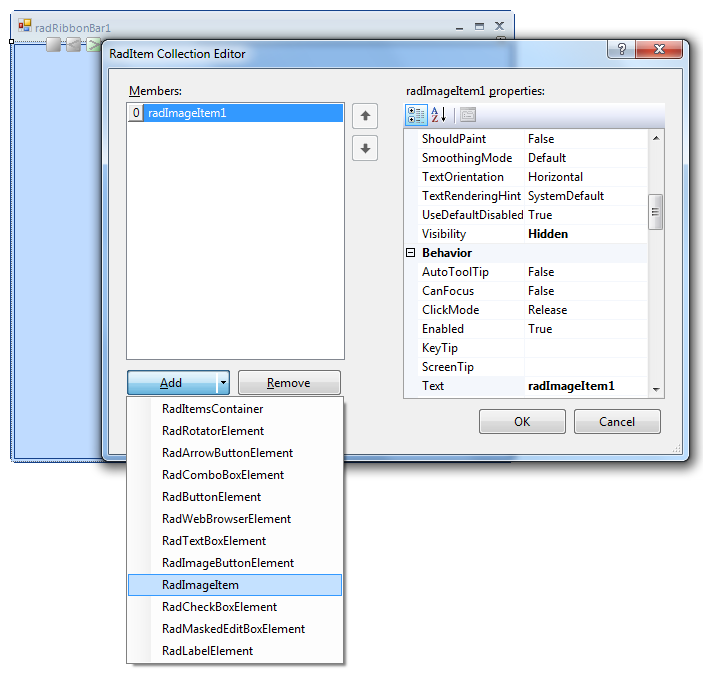 radRibbonBar1
RadItem Collection Editor
?
Members:
0 radImageItem1
Add
Remove
radImageItem1 properties:
A
Z
ShouldPaint False
SmoothingMode Default
TextOrientation Horizontal
TextRenderingHint SystemDefault
UseDefaultDisabled True
Visibility Hidden
Behavior
AutoToolTip False
CanFocus False
ClickMode Release
Enabled True
KeyTip
ScreenTip
Text radImageItem1
OK
Cancel
RadItemsContainer
RadRotatorElement
RadArrowButtonElement
RadComboBoxElement
RadButtonElement
RadWebBrowserElement
RadTextBoxElement
RadImageButtonElement
RadImageItem
RadCheckBoxElement
RadMaskedEditBoxElement
RadLabelElement